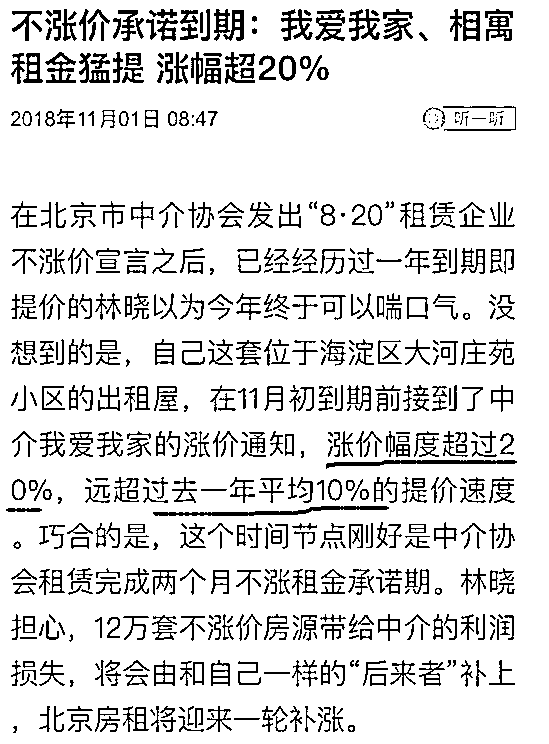 不涨价承诺到期：我爱我家、相寓
租金猛提 涨幅超20%
2018年11月01日 08:47
听一听
在北京市中介协会发出“8·20”租赁企业
不涨价宣言之后，已经经历过一年到期即
提价的林晓以为今年终于可以喘口气。没
想到的是，自己这套位于海淀区大河庄苑
小区的出租屋，在11月初到期前接到了中
介我爱我家的涨价通知，涨价幅度超过2
0%，远超过去一年平均10%的提价速度
。巧合的是，这个时间节点刚好是中介协
会租赁完成两个月不涨租金承诺期。林晓
担心，12万套不涨价房源带给中介的利润
损失，将会由和自己一样的“后来者”补上
，北京房租将迎来一轮补涨。